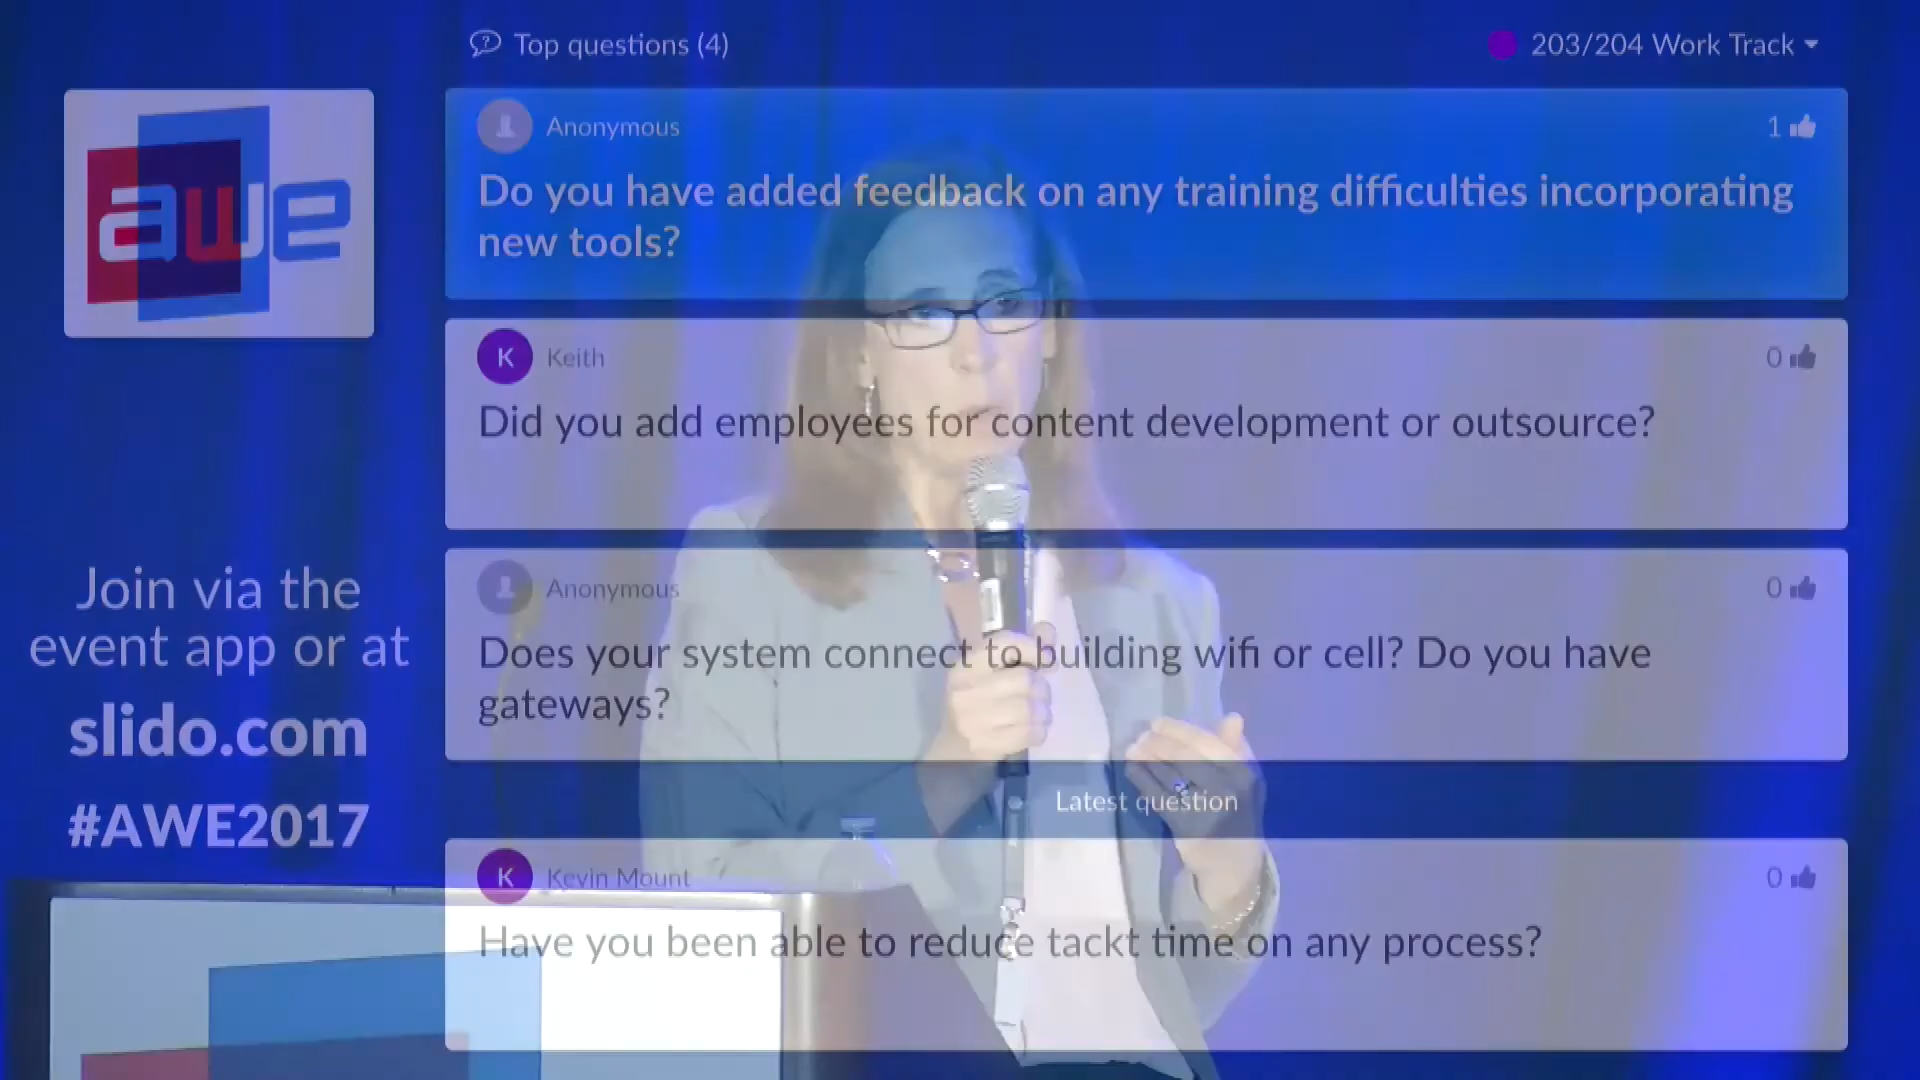 Top questions (4)
203/204 Work Track
awe
Anonymous
1
Do you have added feedback on any training difficulties incorporating
new tools?
K
Keith
0
Did you add employees for content development or outsource?
Anonymous
0
Does your system connect to building wifi or cell? Do you have
gateways?
Join via the
event app or at
slido.com
#AWE2017
Latest question
K
Kevin Mount
0
Have you been able to reduce tackt time on any process?